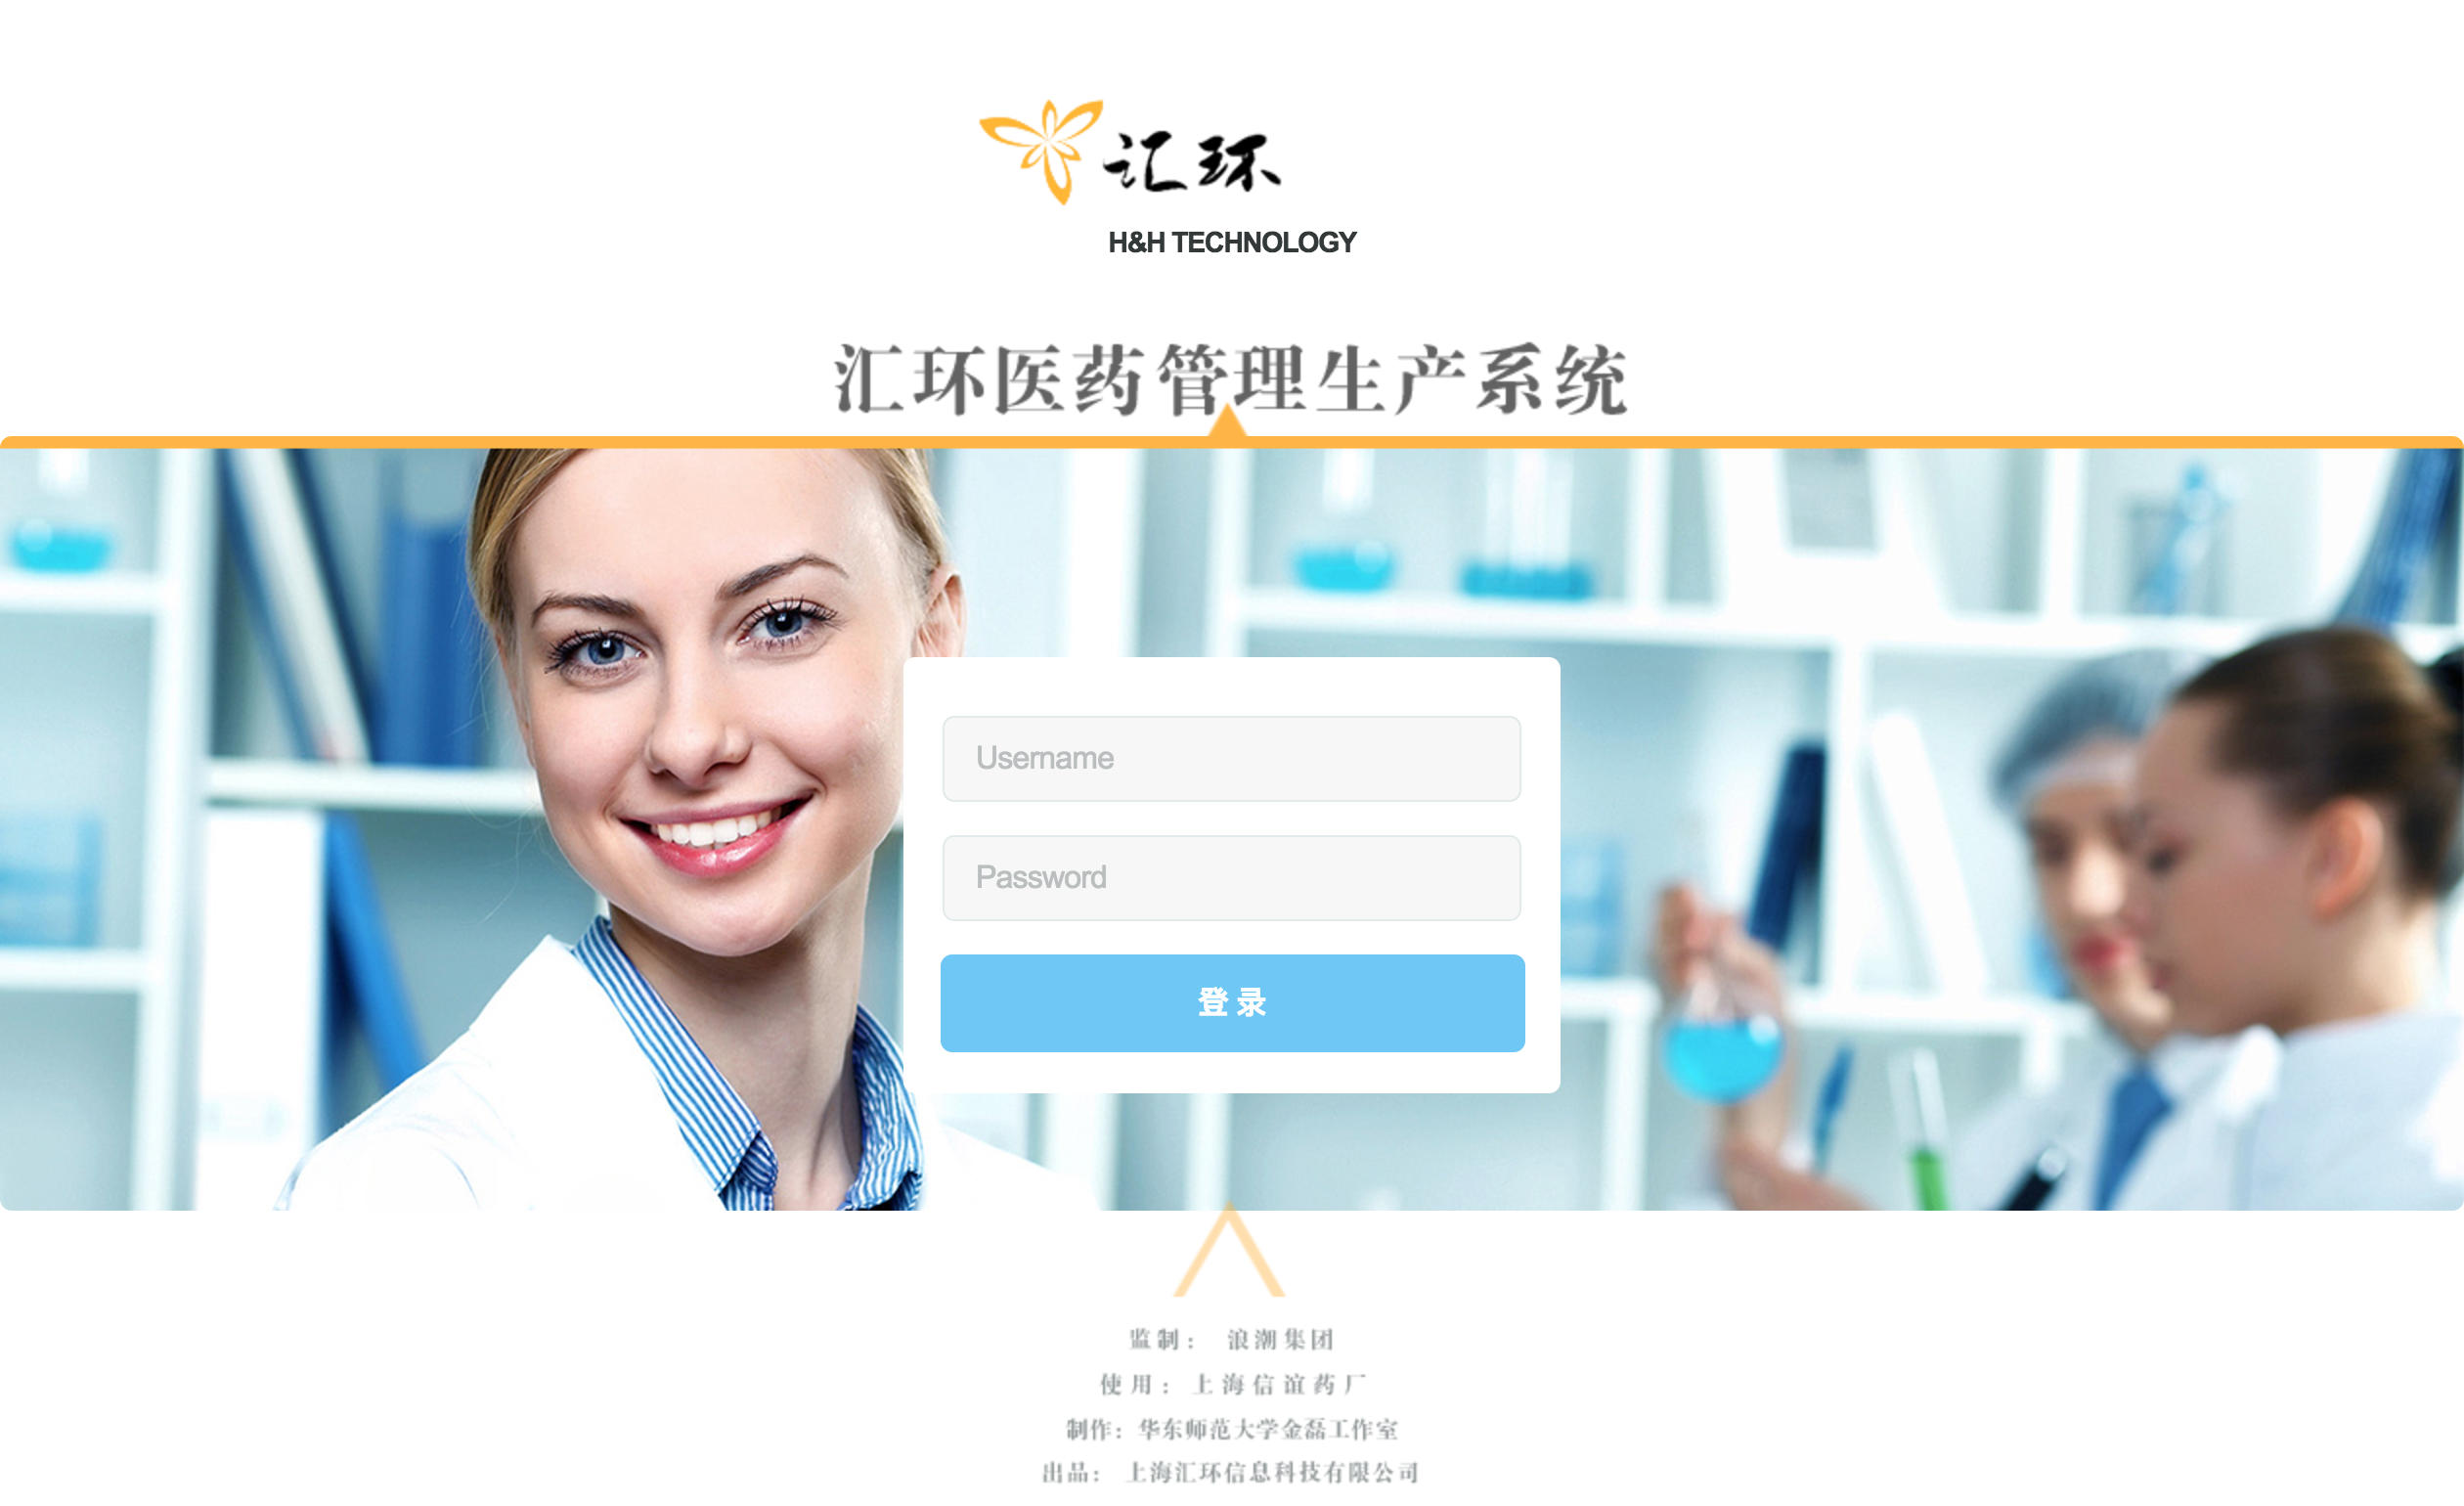 汇环
H&H TECHNOLOGY
汇环医药管理生产系统
Username
Password
登 录
监制： 浪潮集团
使用：上海信谊药厂
制作：华东师范大学金磊工作室
出品： 上海汇环信息科技有限公司